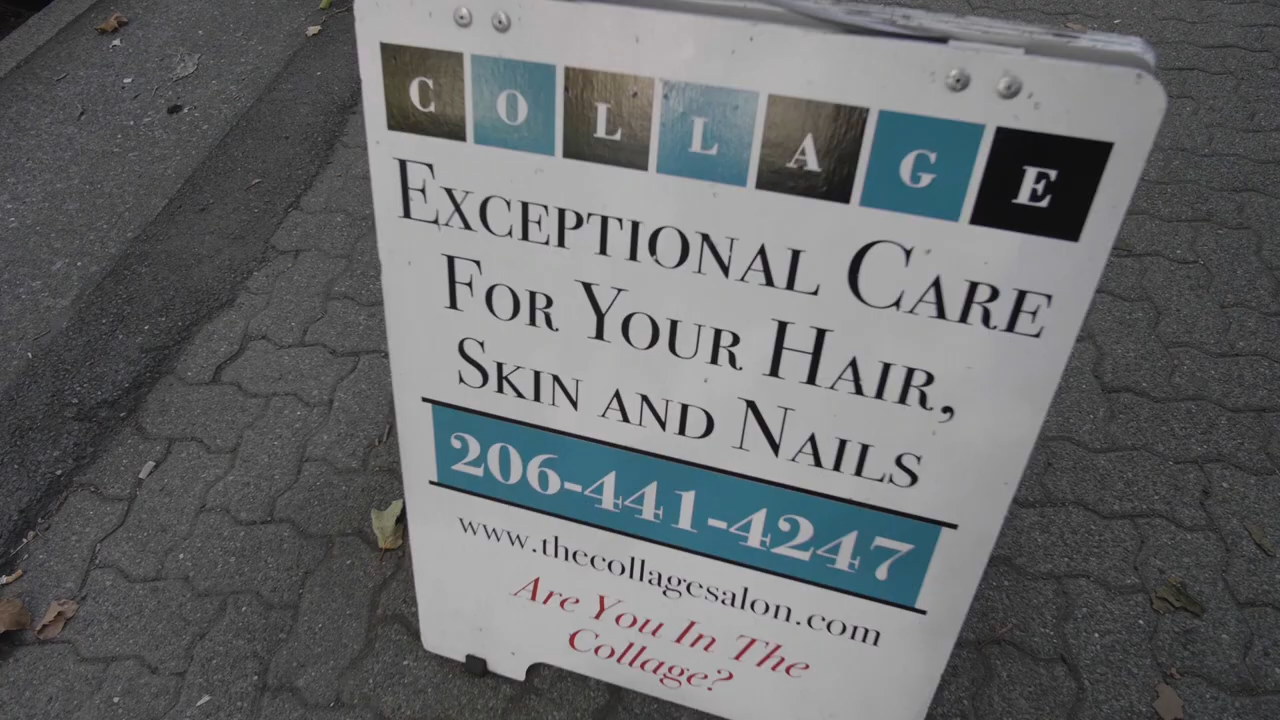 COLLAGE
EXCEPTIONAL CARE
FOR YOUR HAIR,
SKIN AND NAILS
206-441-4247
www.thecollagesalon.com
Are You In The
Collage?